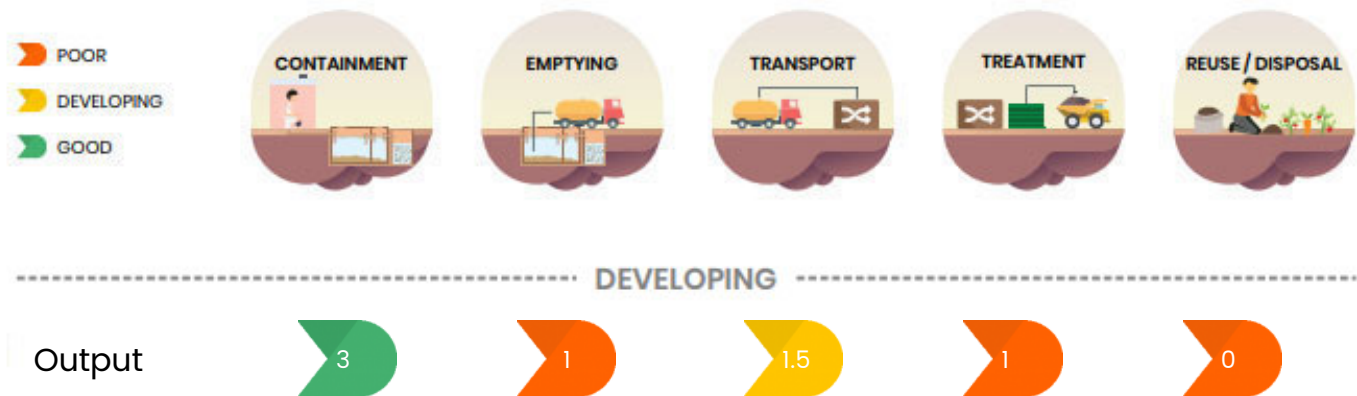 POOR
DEVELOPING
GOOD
CONTAINMENT
EMPTYING
TRANSPORT
TREATMENT
REUSE / DISPOSAL
DEVELOPING
Output
3
1
1.5
1
0